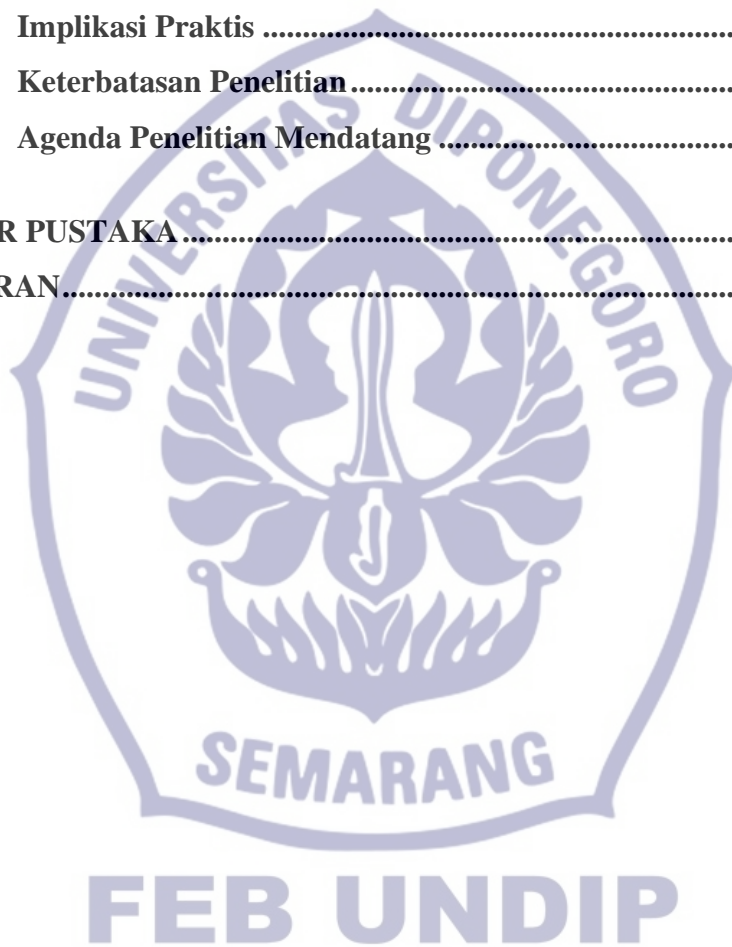 Implikasi Praktis ........................................................
Keterbatasan Penelitian ...............................................
Agenda Penelitian Mendatang ....................................
R PUSTAKA .....................................................................
RAN ....................................................................................
UNIVERSITAS DIPONEGORO
SEMARANG
FEB UNDIP